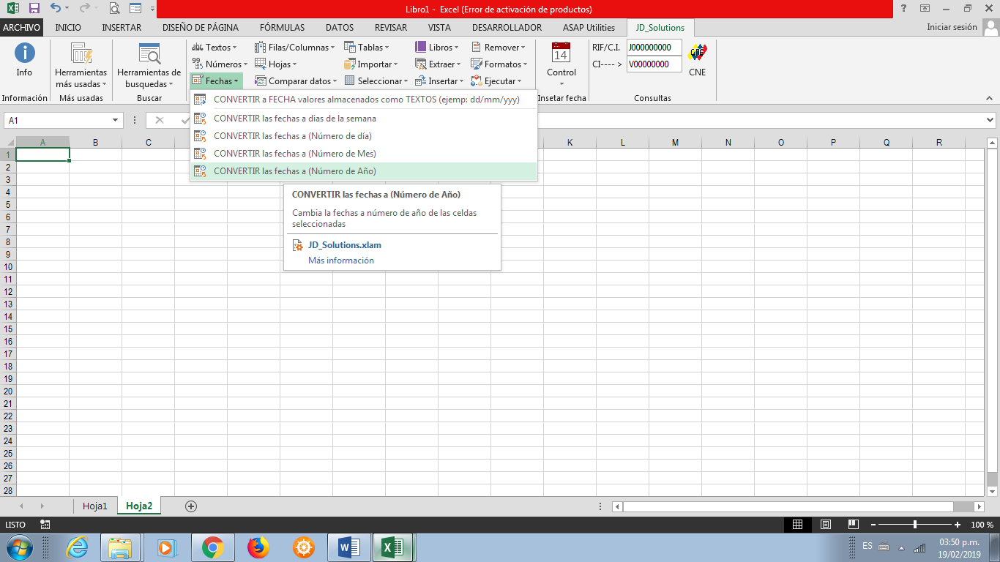 Libro1 - Excel (Error de activación de productos)
?
ARCHIVO INICIO INSERTAR DISEÑO DE PÁGINA FÓRMULAS DATOS REVISAR VISTA DESARROLLADOR ASAP Utilities JD_Solutions Iniciar sesión
Info
Información
Herramientas más usadas
Más usadas
Herramientas de busquedas
Buscar
abc Textos
Números
Fechas
Filas/Columnas
Hojas
Comparar datos
Tablas
Importar
Seleccionar
Libros
Extraer
Insertar
Remover
Formatos
Ejecutar
14
Control
Insetar fecha
RIF/C.I. J000000000
CI---- > V00000000
CNE
Consultas
CONVERTIR a FECHA valores almacenados como TEXTOS (ejemp: dd/mm/yyy)
CONVERTIR las fechas a dias de la semana
CONVERTIR las fechas a (Número de día)
CONVERTIR las fechas a (Número de Mes)
CONVERTIR las fechas a (Número de Año)
CONVERTIR las fechas a (Número de Año)
Cambia la fechas a número de año de las celdas
seleccionadas
JD_Solutions.xlam
Más información
A1
A B C K L M N O P Q R
1
2
3
4
5
6
7
8
9
10
11
12
13
14
15
16
17
18
19
20
21
22
23
24
25
26
27
28
Hoja1 Hoja2
LISTO
100 %
ES
03:50 p.m.
19/02/2019